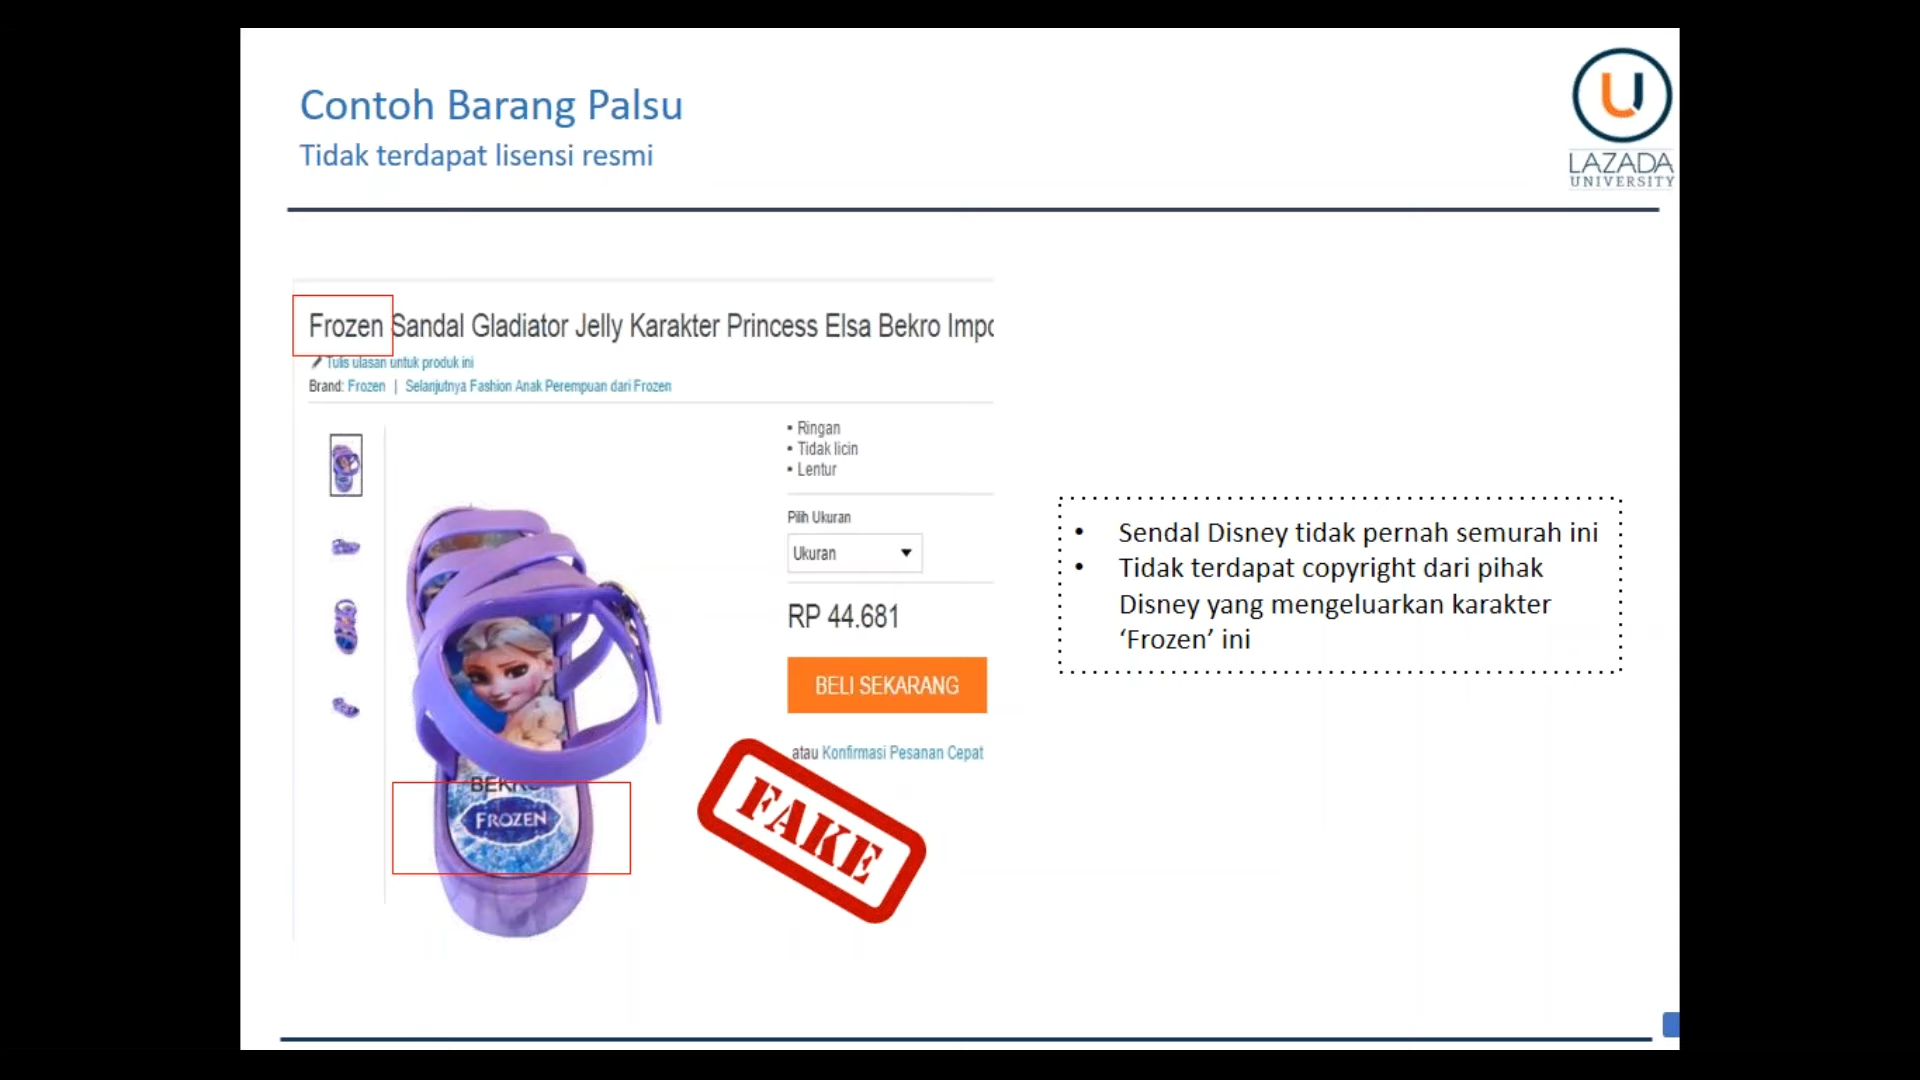 Contoh Barang Palsu
Tidak terdapat lisensi resmi
LAZADA
UNIVERSITY
Frozen Sandal Gladiator Jelly Karakter Princess Elsa Bekro Impo
Tulis ulasan untuk produk ini
Brand: Frozen | Selanjutnya Fashion Anak Perempuan dari Frozen
• Ringan
• Tidak licin
• Lentur
Pilih Ukuran
Ukuran
RP 44.681
BELI SEKARANG
atau Konfirmasi Pesanan Cepat
FROZEN
FAKE
• Sendal Disney tidak pernah semurah ini
• Tidak terdapat copyright dari pihak
Disney yang mengeluarkan karakter
‘Frozen’ ini